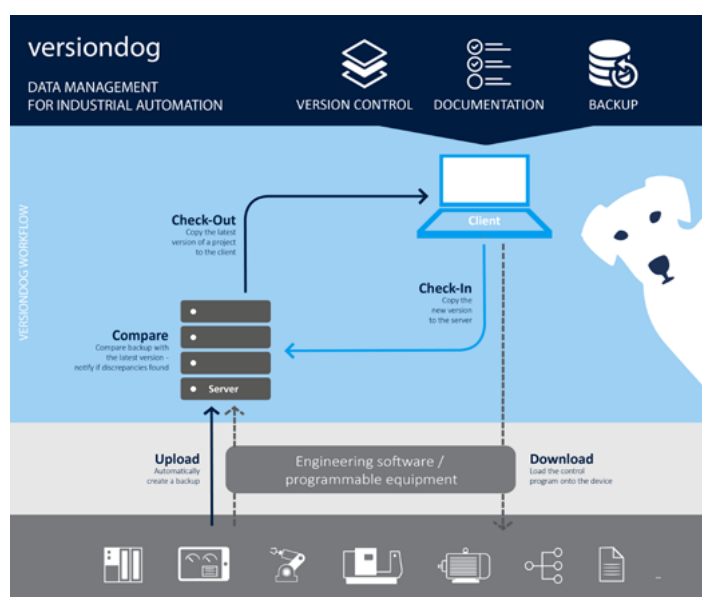 versiondog
DATA MANAGEMENT
FOR INDUSTRIAL AUTOMATION
VERSION CONTROL
DOCUMENTATION
BACKUP
VERSIONDOG WORKFLOW
Client
Check-Out
Copy the latest
version of a project
to the client
Check-In
Copy the
new version
to the server
Compare
Compare backup with
the latest version -
notify if discrepancies found
Server
Upload
Automatically
create a backup
Engineering software /
programmable equipment
Download
Load the control
program onto the device
...